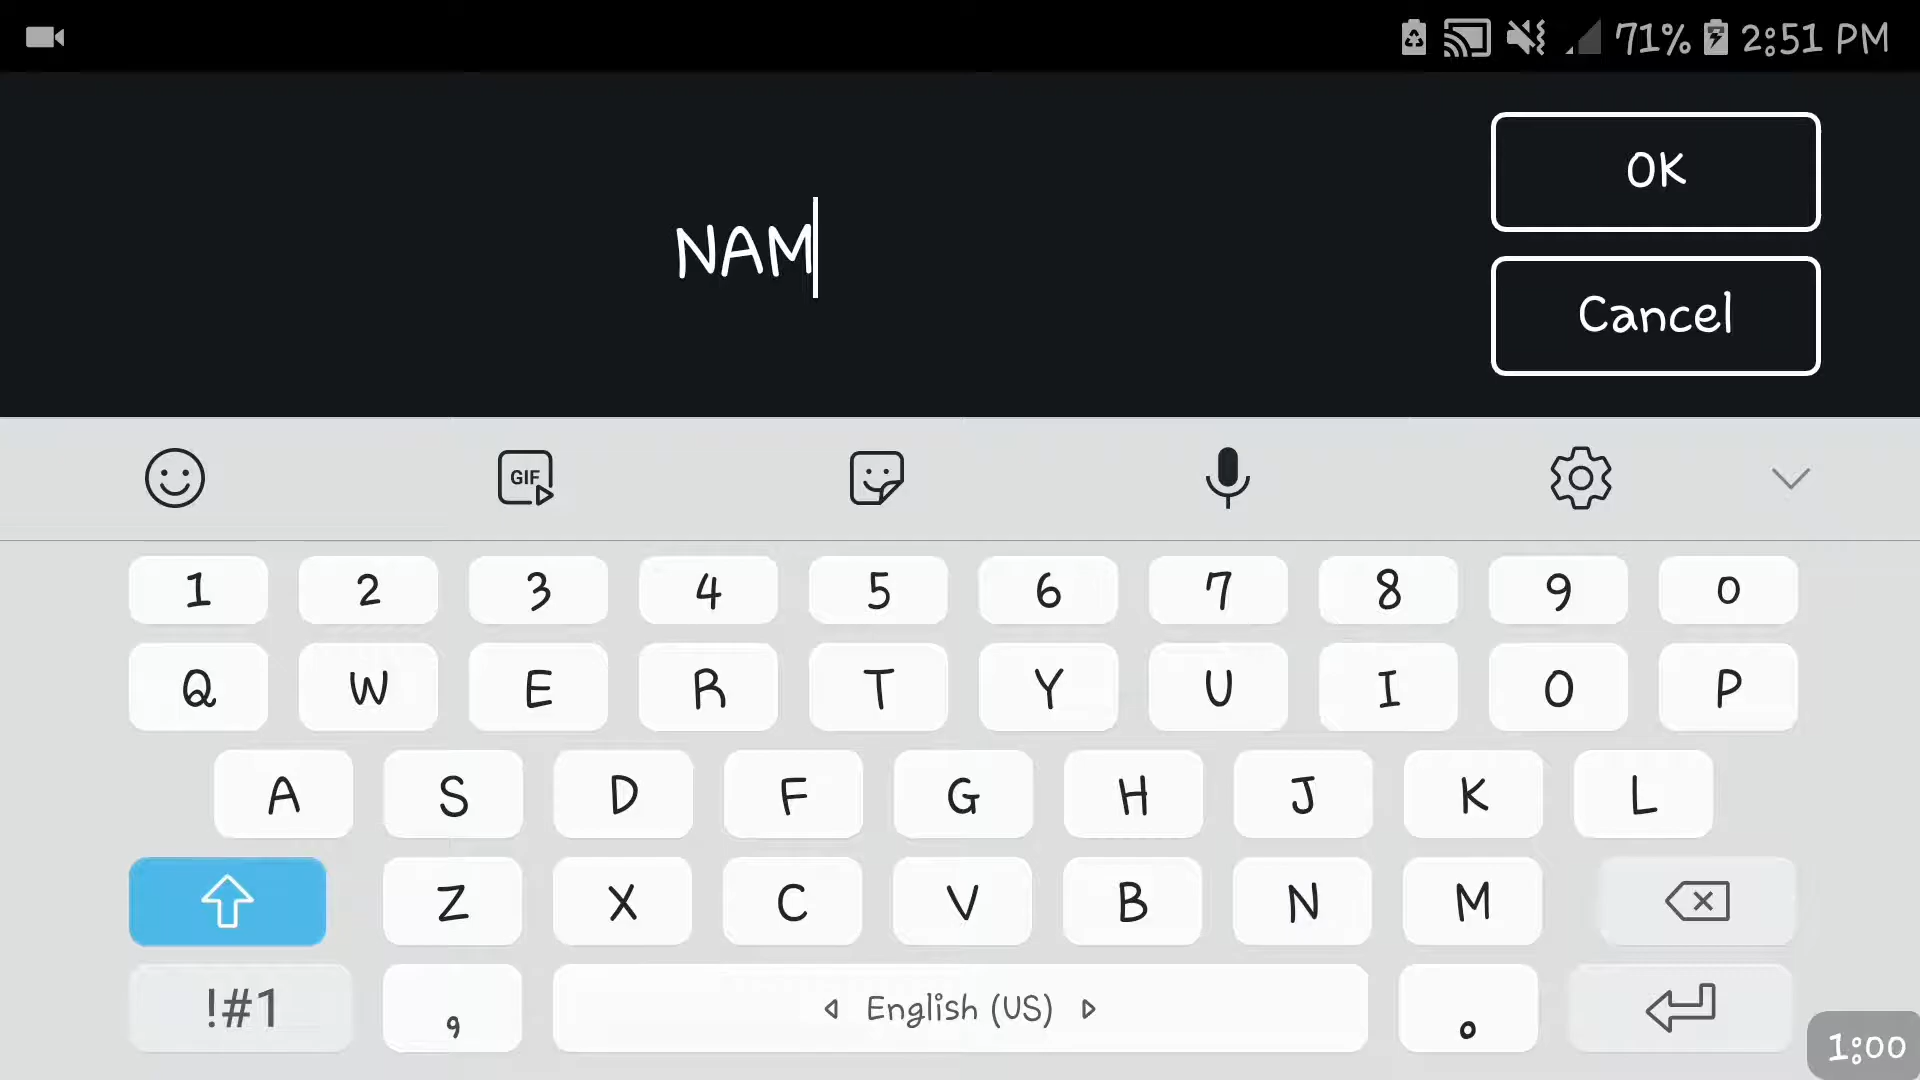 71% 2:51 PM
NAM
OK
Cancel
GIF
1 2 3 4 5 6 7 8 9 0
Q W E R T Y U I O P
A S D F G H J K L
Z X C V B N M
!#1 , English (US) .
1:00